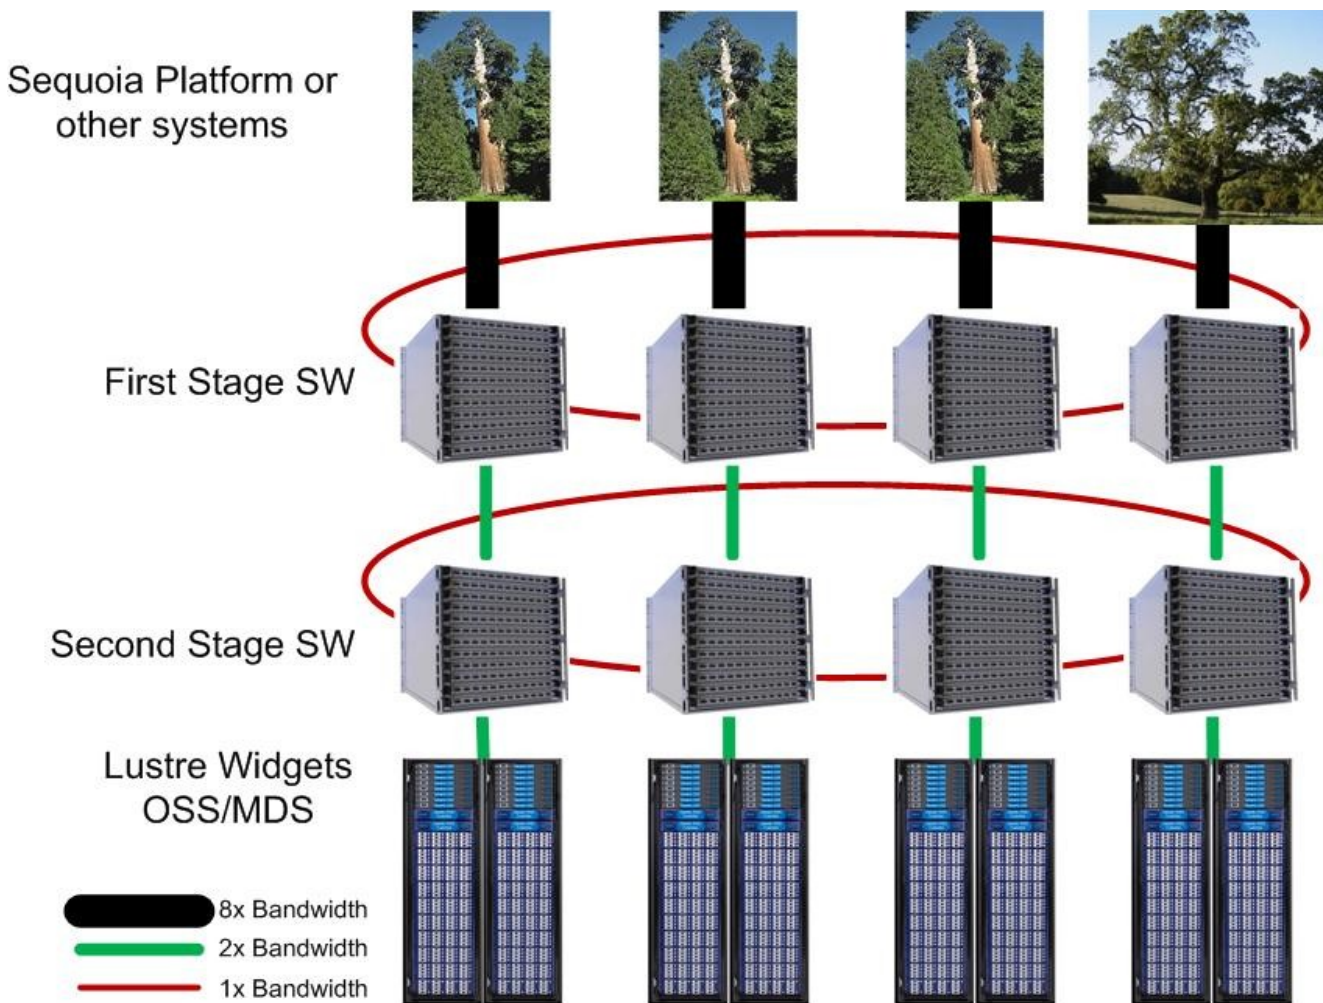 Sequoia Platform or
other systems
First Stage SW
Second Stage SW
Lustre Widgets
OSS/MDS
8x Bandwidth
2x Bandwidth
1x Bandwidth